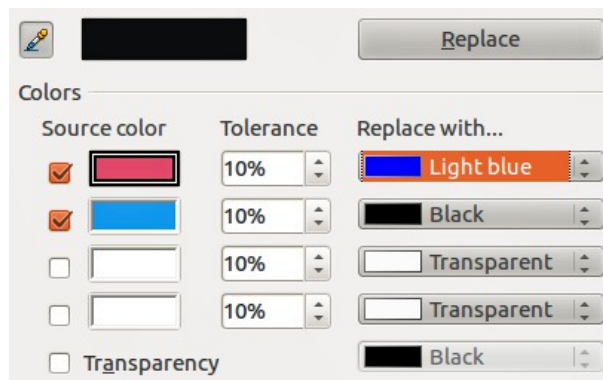 Replace
Colors
Source color Tolerance Replace with...
10% Light blue
10% Black
10% Transparent
10% Transparent
Transparency Black